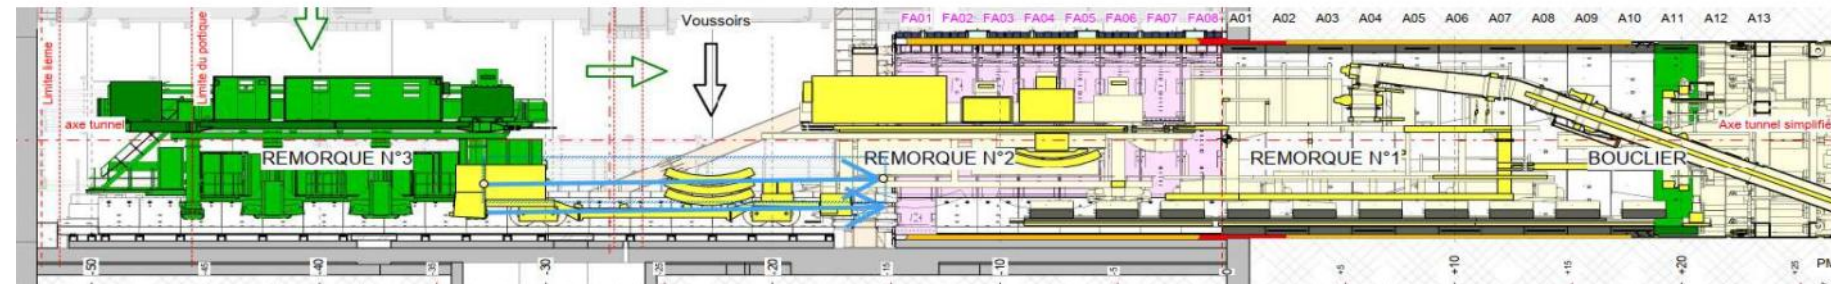 Voussoirs
FA01 FA02 FA03 FA04 FA05 FA06 FA07 FA08 A01 A02 A03 A04 A05 A06 A07 A08 A09 A10 A11 A12 A13
Limite lierne
Limite du portique
axe tunnel
Axe tunnel simplifié
REMORQUE N°3
REMORQUE N°2
REMORQUE N°1
BOUCLIER
-50 -45 -40 -35 -30 -25 -20 -15 -10 -5 0 +5 +10 +15 +20 +25 PM